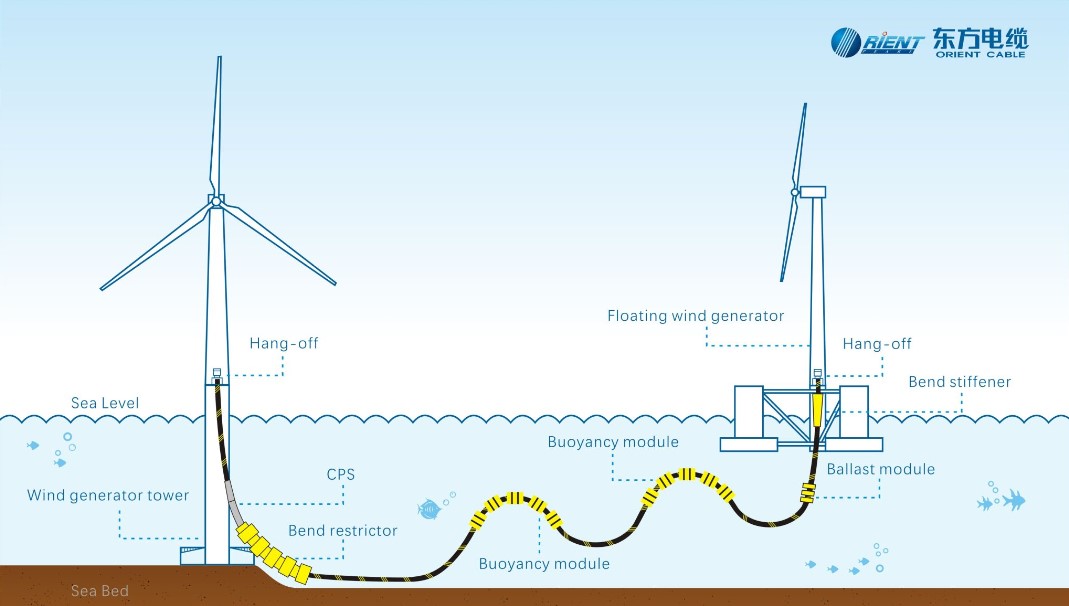 ORIENT 东方电缆
ORIENT CABLE
Floating wind generator
Hang-off
Hang-off
Bend stiffener
Sea Level
Buoyancy module
Ballast module
CPS
Wind generator tower
Bend restrictor
Buoyancy module
Sea Bed